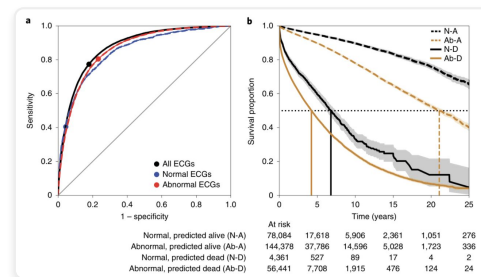 a
b
1.0
0.8
0.6
0.4
0.2
0
Sensitivity
All ECGs
Normal ECGs
Abnormal ECGs
0 0.2 0.4 0.6 0.8 1.0
1 – specificity
1.0
0.8
0.6
0.4
0.2
0
Survival proportion
N-A
Ab-A
N-D
Ab-D
0 5 10 15 20 25
Time (years)
At risk
Normal, predicted alive (N-A) 78,084 17,618 5,906 2,361 1,051 276
Abnormal, predicted alive (Ab-A) 144,378 37,786 14,596 5,028 1,723 336
Normal, predicted dead (N-D) 4,361 527 89 17 4 2
Abnormal, predicted dead (Ab-D) 56,441 7,708 1,915 476 124 24